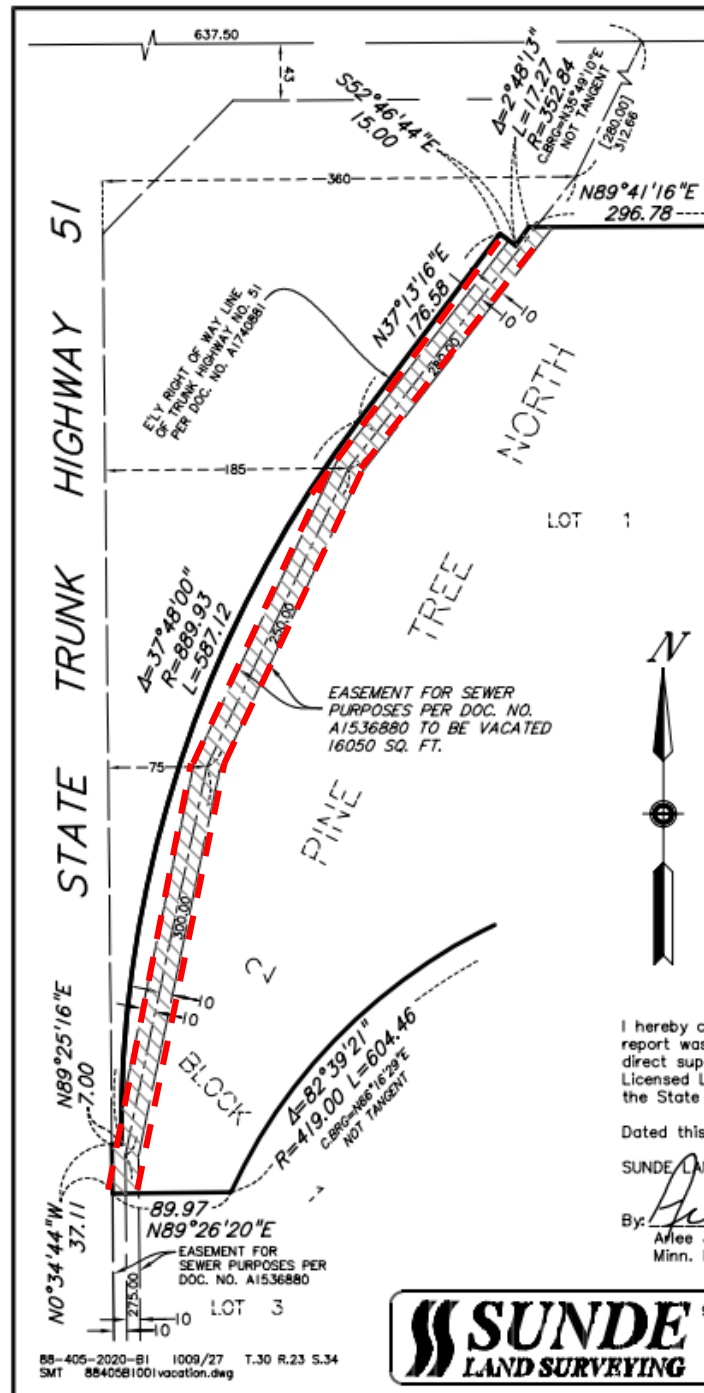 637.50
43
S52°46'44"E
15.00
Δ=2°48'13"
L=17.27
R=352.84
C.BRG=N35°49'10"E
NOT TANGENT
[280.00]
312.66
360
N89°41'16"E
296.78
STATE TRUNK HIGHWAY 51
E'LY RIGHT OF WAY LINE
OF TRUNK HIGHWAY NO. 51
PER DOC. NO. A1740881
N37°13'16"E
176.58
10
10
280.00
NORTH
185
LOT 1
TREE
Δ=37°48'00"
R=889.93
L=587.12
250.00
N
EASEMENT FOR SEWER
PURPOSES PER DOC. NO.
A1536880 TO BE VACATED
16050 SQ. FT.
75
PINE
300.00
2
10
10
BLOCK
Δ=82°39'21"
R=419.00 L=604.46
C.BRG=N66°16'29"E
NOT TANGENT
N89°25'16"E
7.00
I hereby c
report was
direct sup
Licensed L
the State
Dated this
SUNDE LAN
By:
Arlee
Minn.
N0°34'44"W
37.11
89.97
N89°26'20"E
EASEMENT FOR
SEWER PURPOSES PER
DOC. NO. A1536880
275.00
LOT 3
10
10
SUNDE
LAND SURVEYING
88-405-2020-B1 1009/27 T.30 R.23 S.34
SMT 88405B1001vacation.dwg